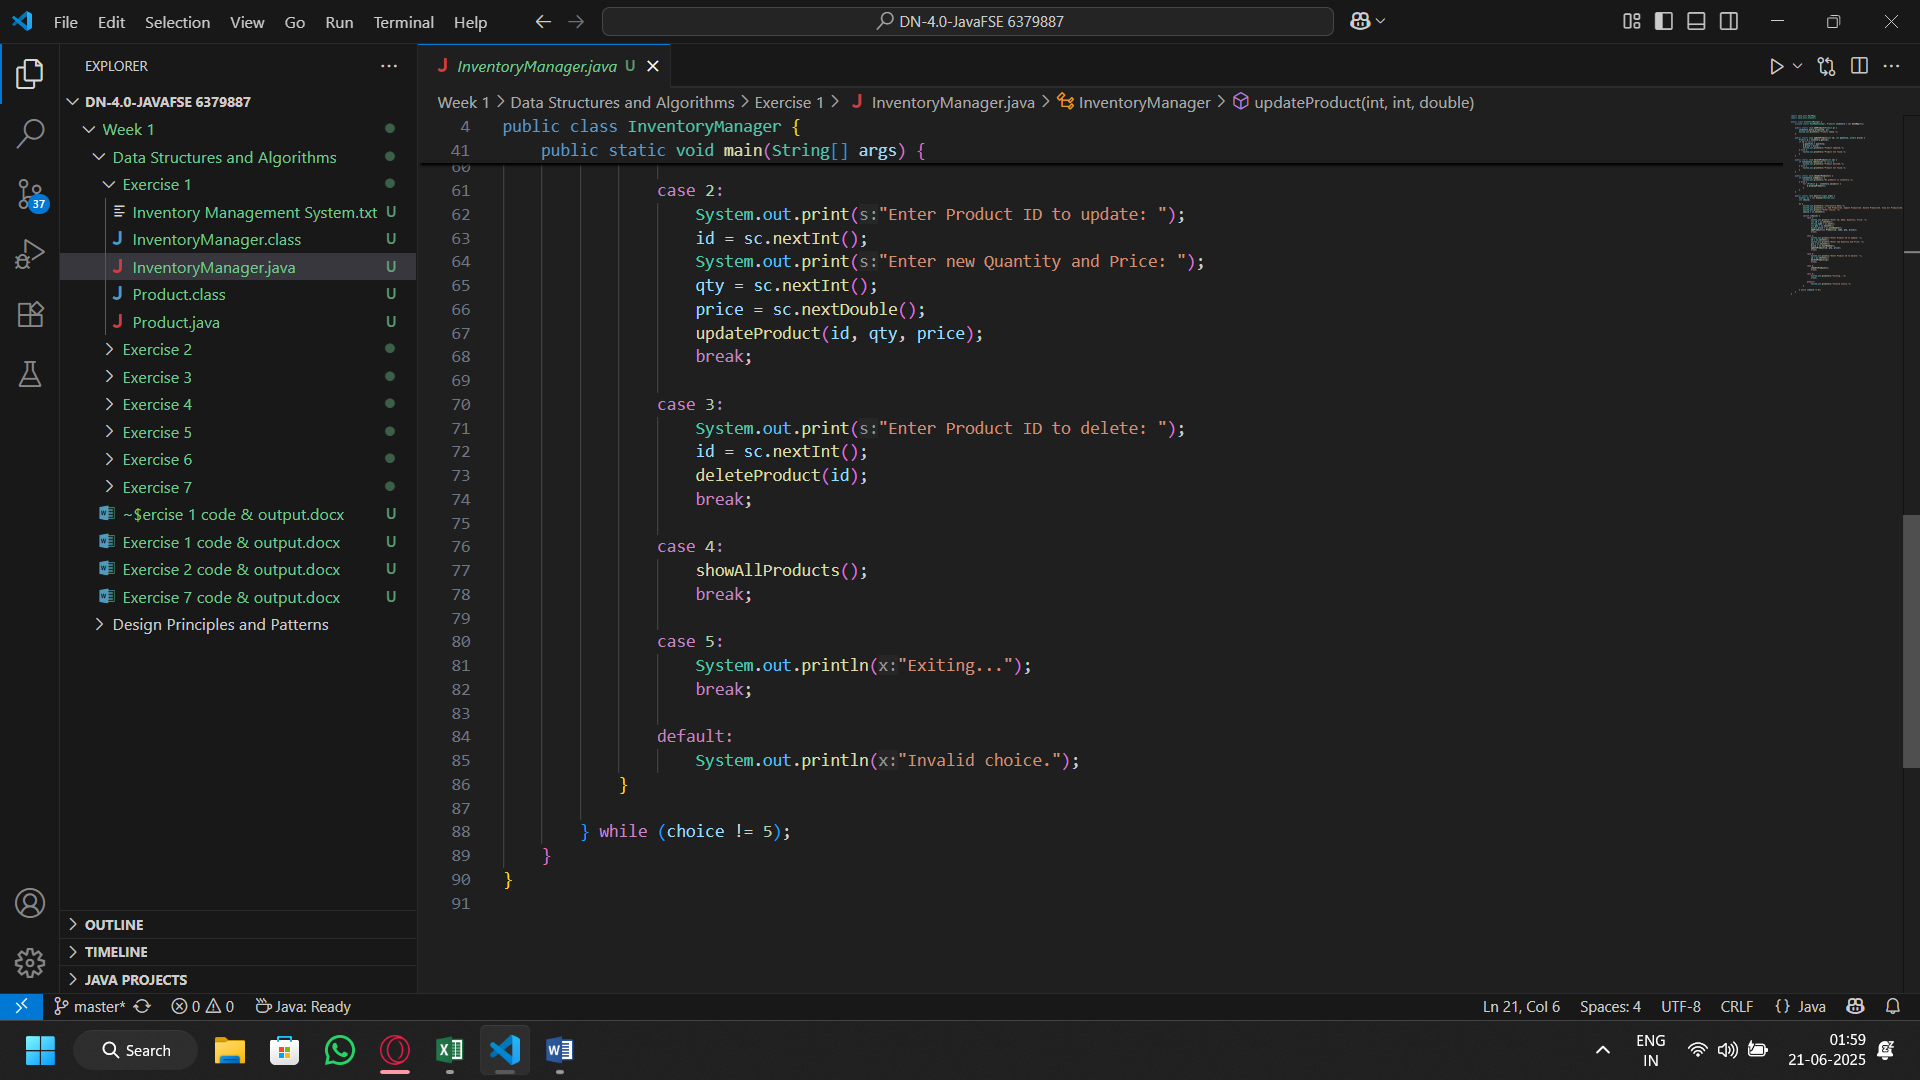 File Edit Selection View Go Run Terminal Help
DN-4.0-JavaFSE 6379887
EXPLORER
DN-4.0-JAVAFSE 6379887
Week 1
Data Structures and Algorithms
Exercise 1
Inventory Management System.txt U
InventoryManager.class U
InventoryManager.java U
Product.class U
Product.java U
Exercise 2
Exercise 3
Exercise 4
Exercise 5
Exercise 6
Exercise 7
~$ercise 1 code & output.docx U
Exercise 1 code & output.docx U
Exercise 2 code & output.docx U
Exercise 7 code & output.docx U
Design Principles and Patterns
OUTLINE
TIMELINE
JAVA PROJECTS
37
InventoryManager.java U
Week 1 > Data Structures and Algorithms > Exercise 1 > InventoryManager.java > InventoryManager > updateProduct(int, int, double)
4 public class InventoryManager {
41 public static void main(String[] args) {
60
61 case 2:
62 System.out.print(s:"Enter Product ID to update: ");
63 id = sc.nextInt();
64 System.out.print(s:"Enter new Quantity and Price: ");
65 qty = sc.nextInt();
66 price = sc.nextDouble();
67 updateProduct(id, qty, price);
68 break;
69
70 case 3:
71 System.out.print(s:"Enter Product ID to delete: ");
72 id = sc.nextInt();
73 deleteProduct(id);
74 break;
75
76 case 4:
77 showAllProducts();
78 break;
79
80 case 5:
81 System.out.println(x:"Exiting...");
82 break;
83
84 default:
85 System.out.println(x:"Invalid choice.");
86 }
87
88 } while (choice != 5);
89 }
90 }
91
master* 0 0 Java: Ready
Ln 21, Col 6 Spaces: 4 UTF-8 CRLF {} Java
Search
ENG
IN
01:59
21-06-2025